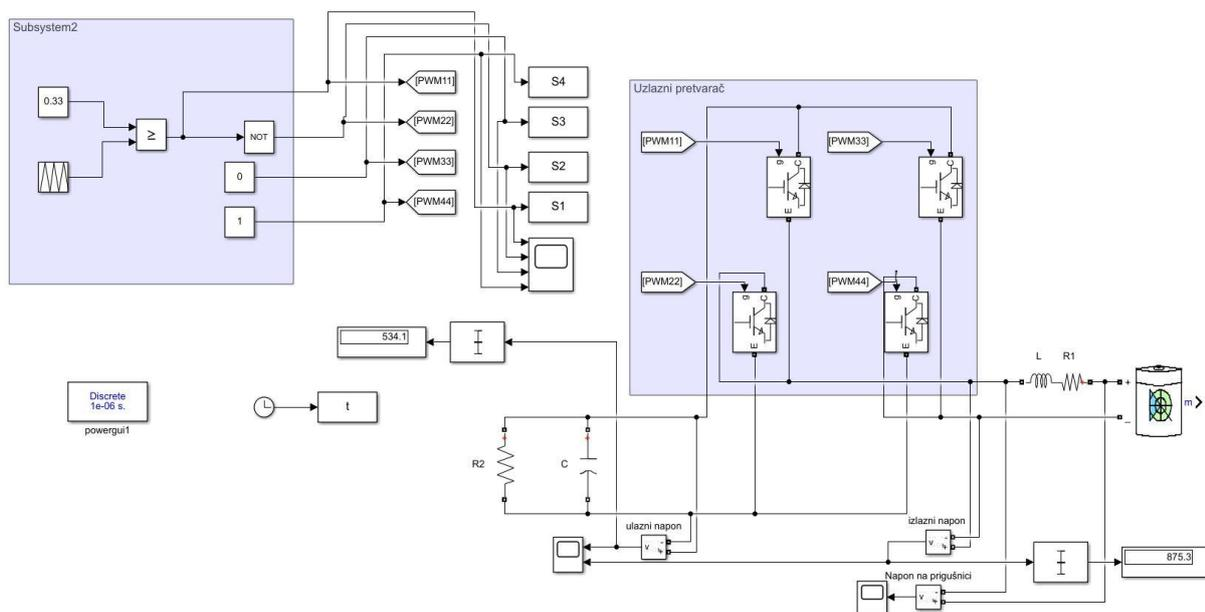 Subsystem2
0.33
≥
NOT
0
1
[PWM11]
[PWM22]
[PWM33]
[PWM44]
S4
S3
S2
S1
Uzlazni pretvarač
[PWM11]
g
C
E
[PWM33]
g
C
E
[PWM22]
g
C
E
[PWM44]
g
C
E
534.1
Discrete
1e-06 s.
powergui1
t
L
R1
+
_
m
R2
C
ulazni napon
v
+
-
izlazni napon
v
+
-
875.3
Napon na prigušnici
v
+
-